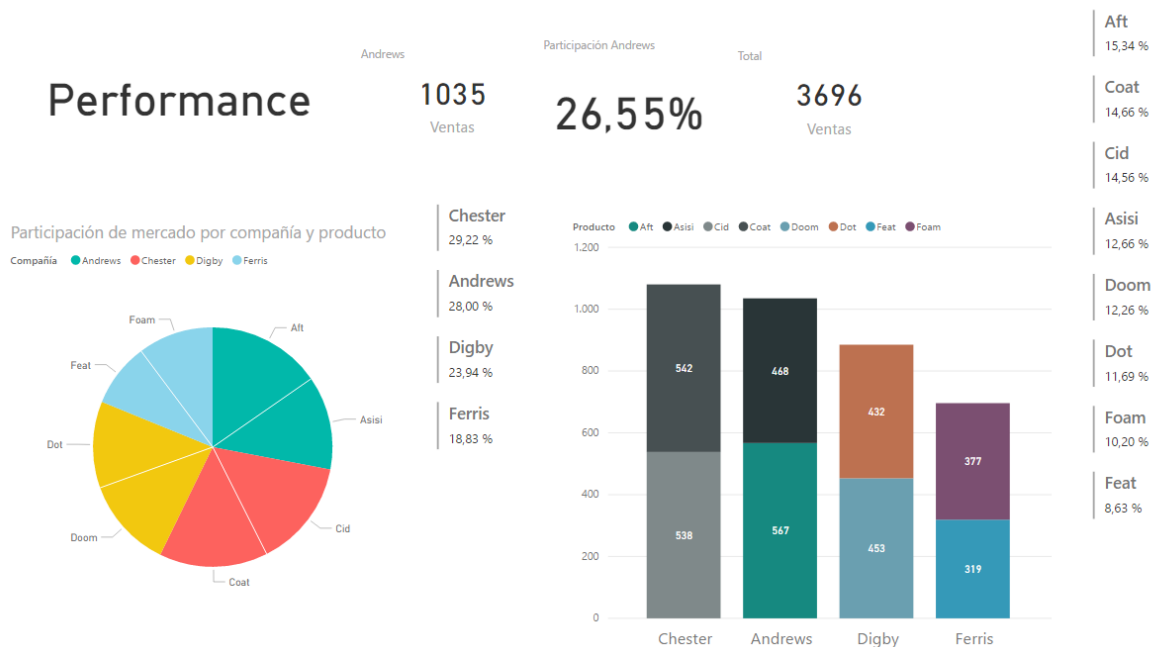 Performance
Andrews
1035
Ventas
Participación Andrews
26,55%
Total
3696
Ventas
Aft
15,34 %
Coat
14,66 %
Cid
14,56 %
Asisi
12,66 %
Doom
12,26 %
Dot
11,69 %
Foam
10,20 %
Feat
8,63 %
Participación de mercado por compañía y producto
Compañía Andrews Chester Digby Ferris
Foam
Aft
Feat
Asisi
Dot
Cid
Doom
Coat
Chester
29,22 %
Andrews
28,00 %
Digby
23,94 %
Ferris
18,83 %
Producto Aft Asisi Cid Coat Doom Dot Feat Foam
1.200
1.000
800
600
400
200
0
542
468
432
377
538
567
453
319
Chester Andrews Digby Ferris